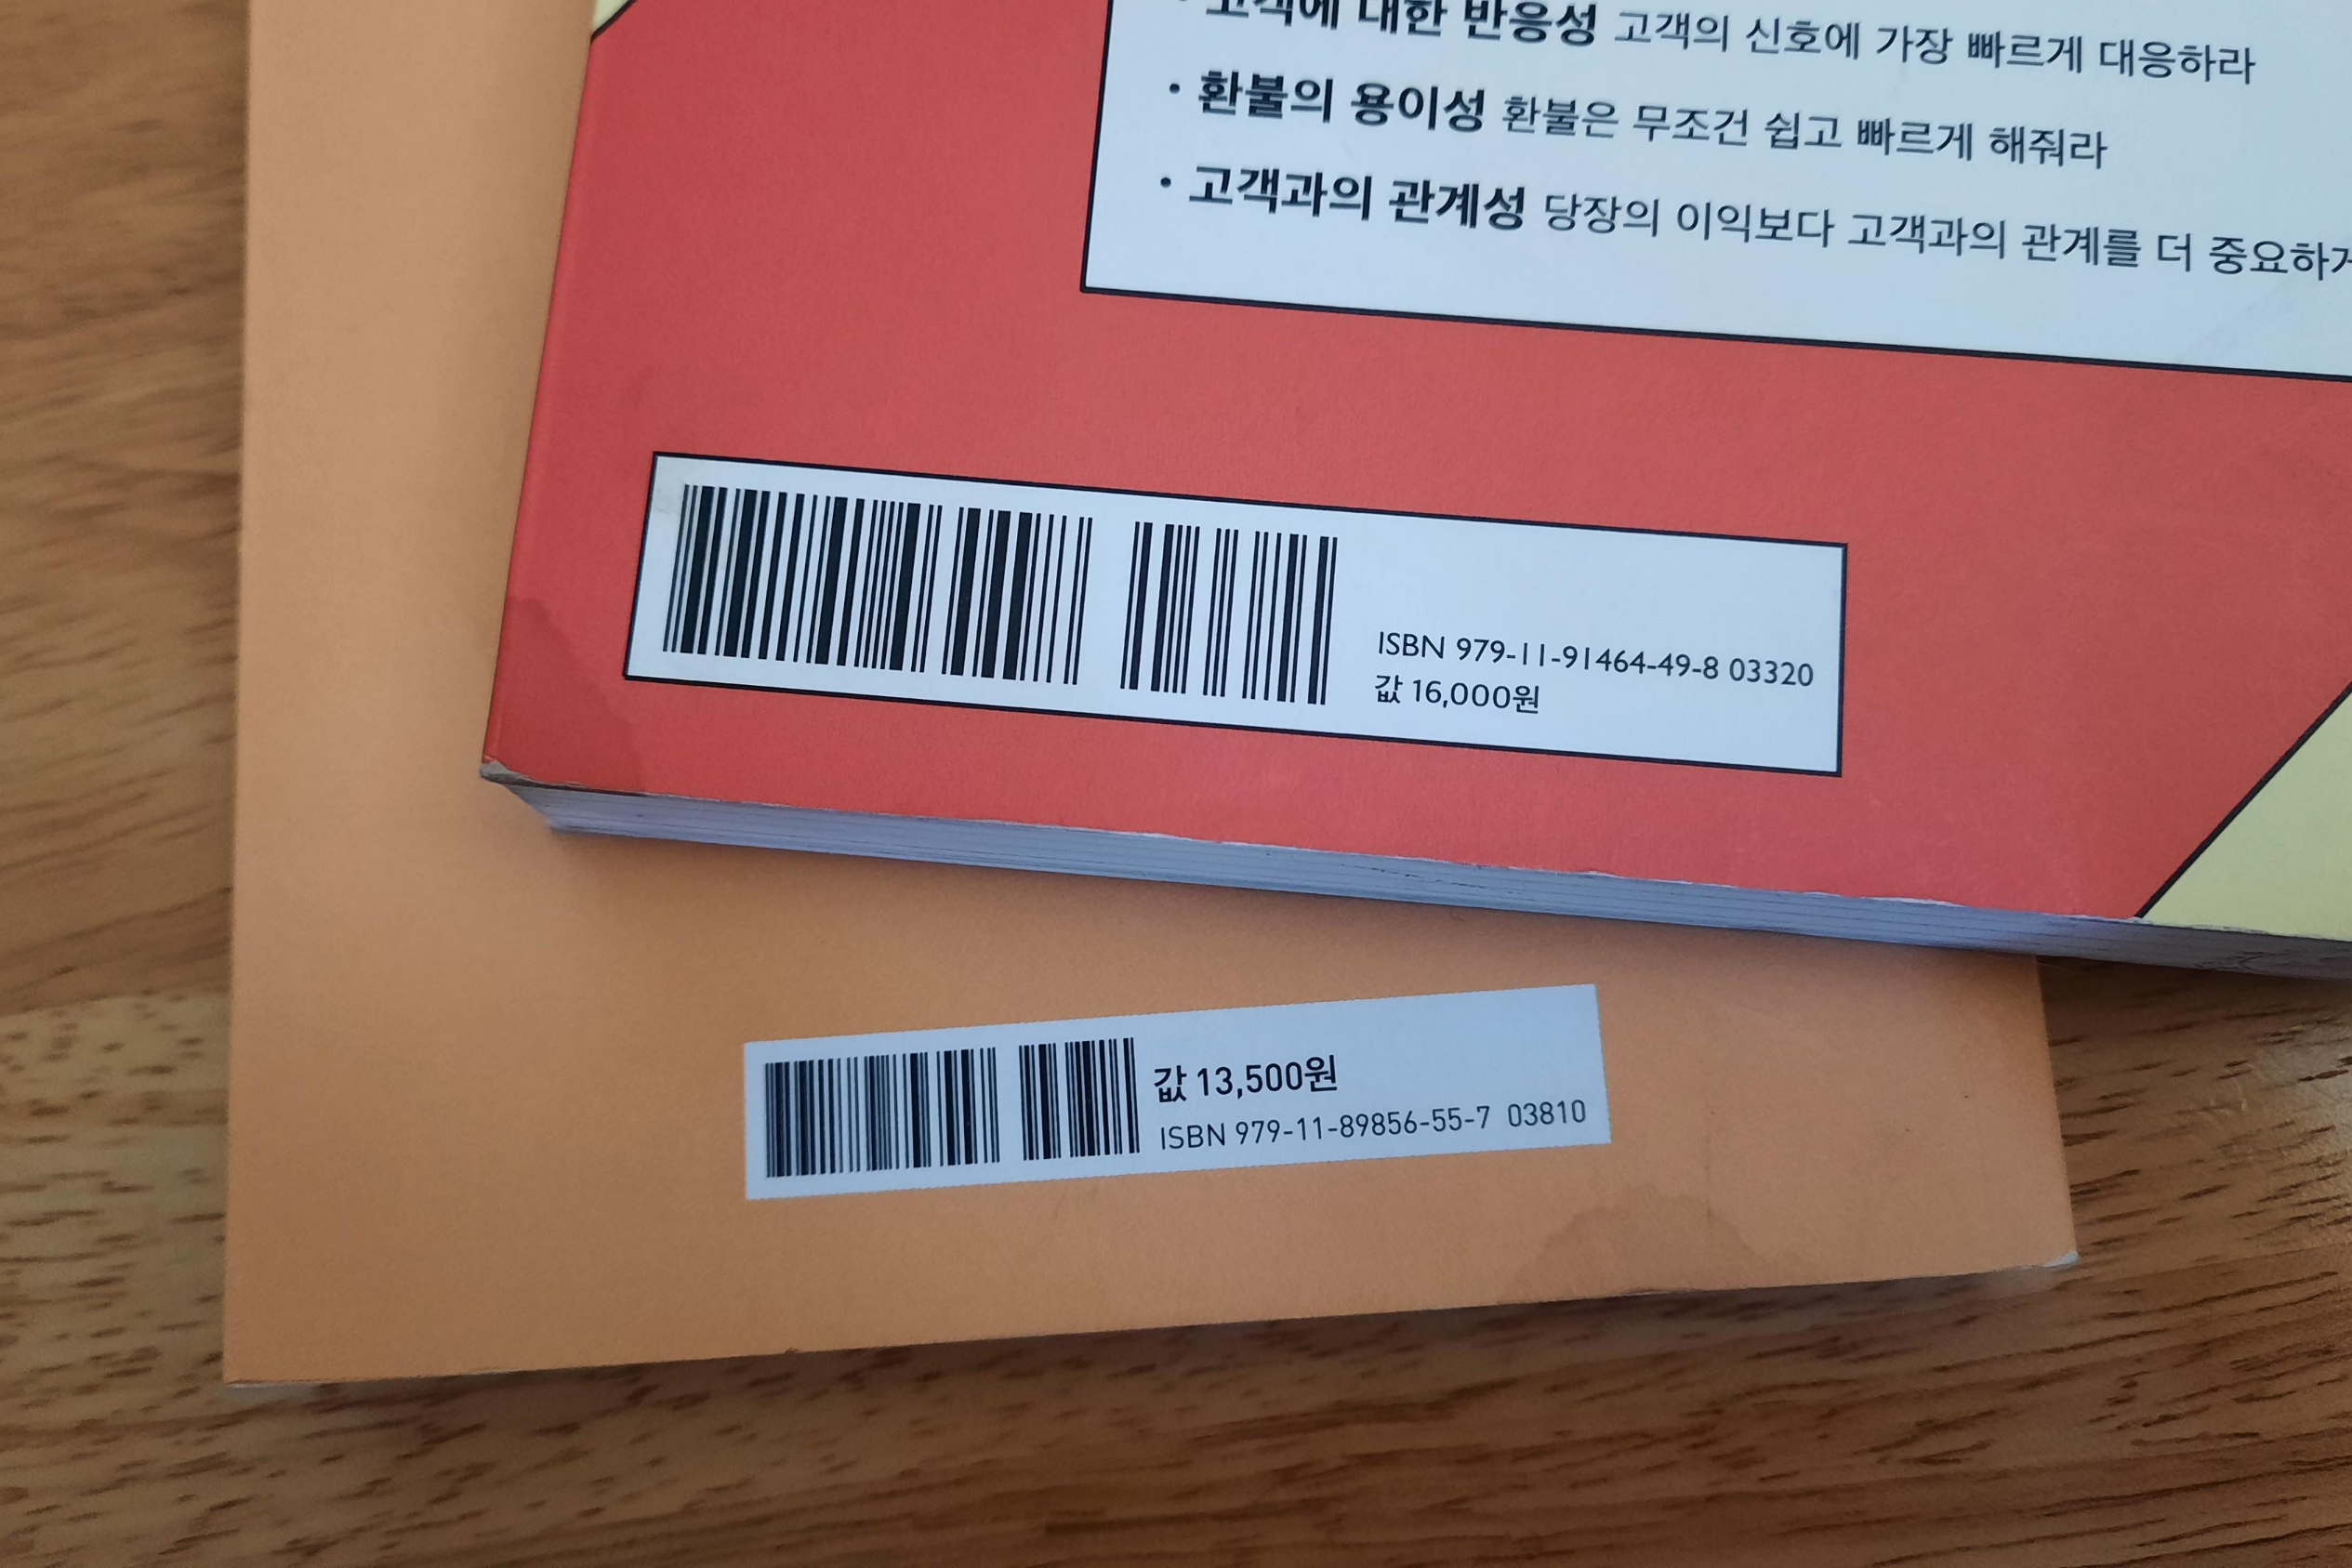 • 고객에 대한 반응성 고객의 신호에 가장 빠르게 대응하라
• 환불의 용이성 환불은 무조건 쉽고 빠르게 해줘라
• 고객과의 관계성 당장의 이익보다 고객과의 관계를 더
ISBN 979-11-91464-49-8 03320
값 16,000원
값 13,500원
ISBN 979-11-89856-55-7 03810